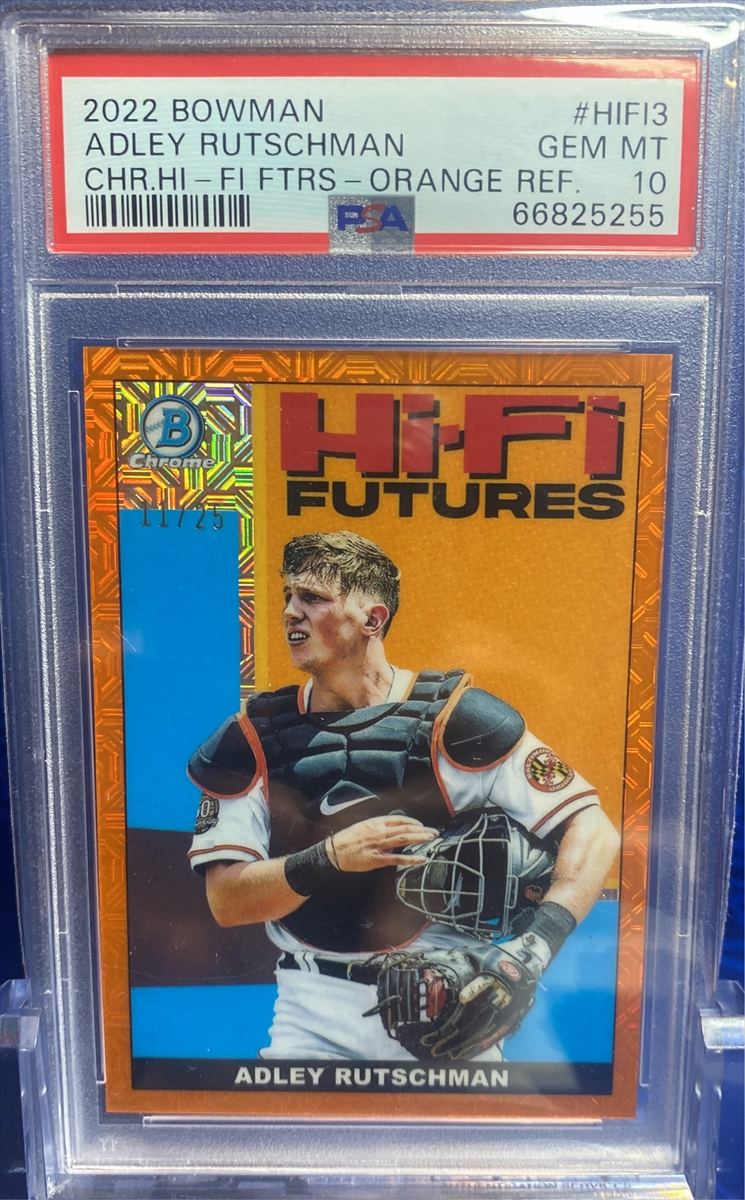 2022 BOWMAN #HIFI3
ADLEY RUTSCHMAN GEM MT
CHR.HI-FI FTRS-ORANGE REF. 10
PSA 66825255
B
Chrome
Hi-Fi
FUTURES
11/25
ADLEY RUTSCHMAN